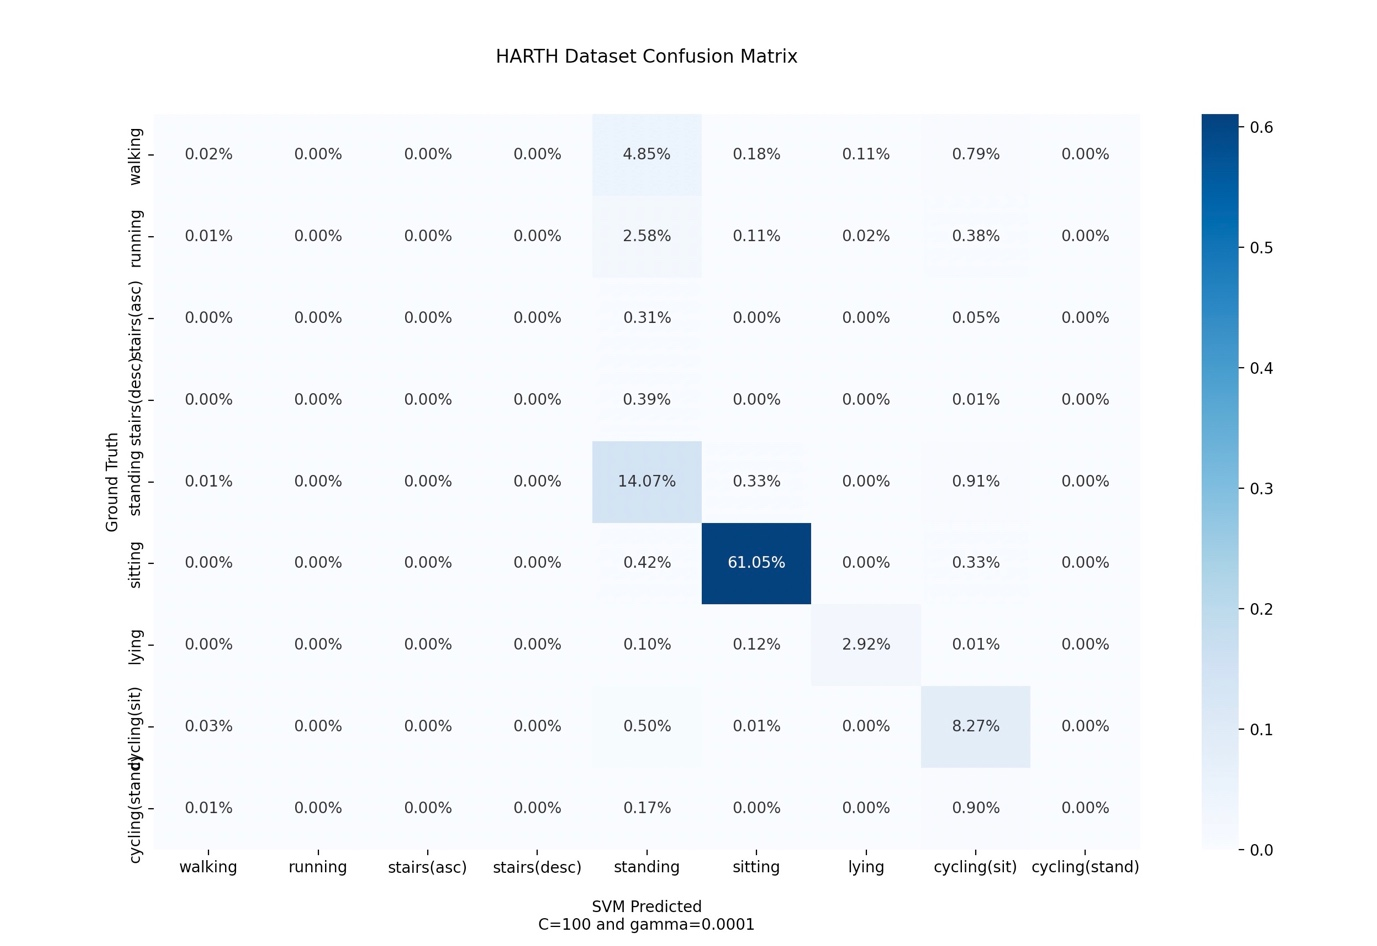 HARTH Dataset Confusion Matrix
walking 0.02% 0.00% 0.00% 0.00% 4.85% 0.18% 0.11% 0.79% 0.00%
running 0.01% 0.00% 0.00% 0.00% 2.58% 0.11% 0.02% 0.38% 0.00%
stairs(asc) 0.00% 0.00% 0.00% 0.00% 0.31% 0.00% 0.00% 0.05% 0.00%
stairs(desc) 0.00% 0.00% 0.00% 0.00% 0.39% 0.00% 0.00% 0.01% 0.00%
standing 0.01% 0.00% 0.00% 0.00% 14.07% 0.33% 0.00% 0.91% 0.00%
sitting 0.00% 0.00% 0.00% 0.00% 0.42% 61.05% 0.00% 0.33% 0.00%
lying 0.00% 0.00% 0.00% 0.00% 0.10% 0.12% 2.92% 0.01% 0.00%
cycling(sit) 0.03% 0.00% 0.00% 0.00% 0.50% 0.01% 0.00% 8.27% 0.00%
cycling(stand) 0.01% 0.00% 0.00% 0.00% 0.17% 0.00% 0.00% 0.90% 0.00%
Ground Truth
walking running stairs(asc) stairs(desc) standing sitting lying cycling(sit) cycling(stand)
SVM Predicted
C=100 and gamma=0.0001
0.6
0.5
0.4
0.3
0.2
0.1
0.0